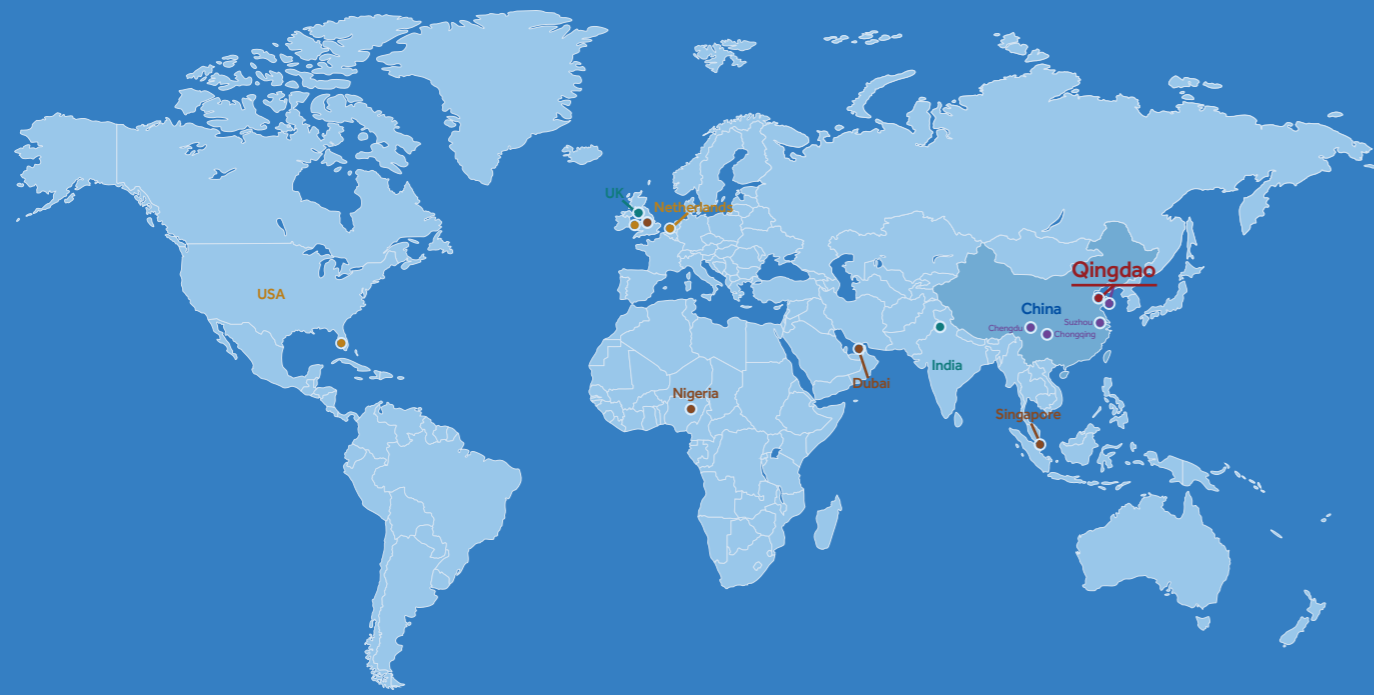 UK
Netherlands
Qingdao
USA
China
Suzhou
Chengdu
Chongqing
India
Dubai
Nigeria
Singapore